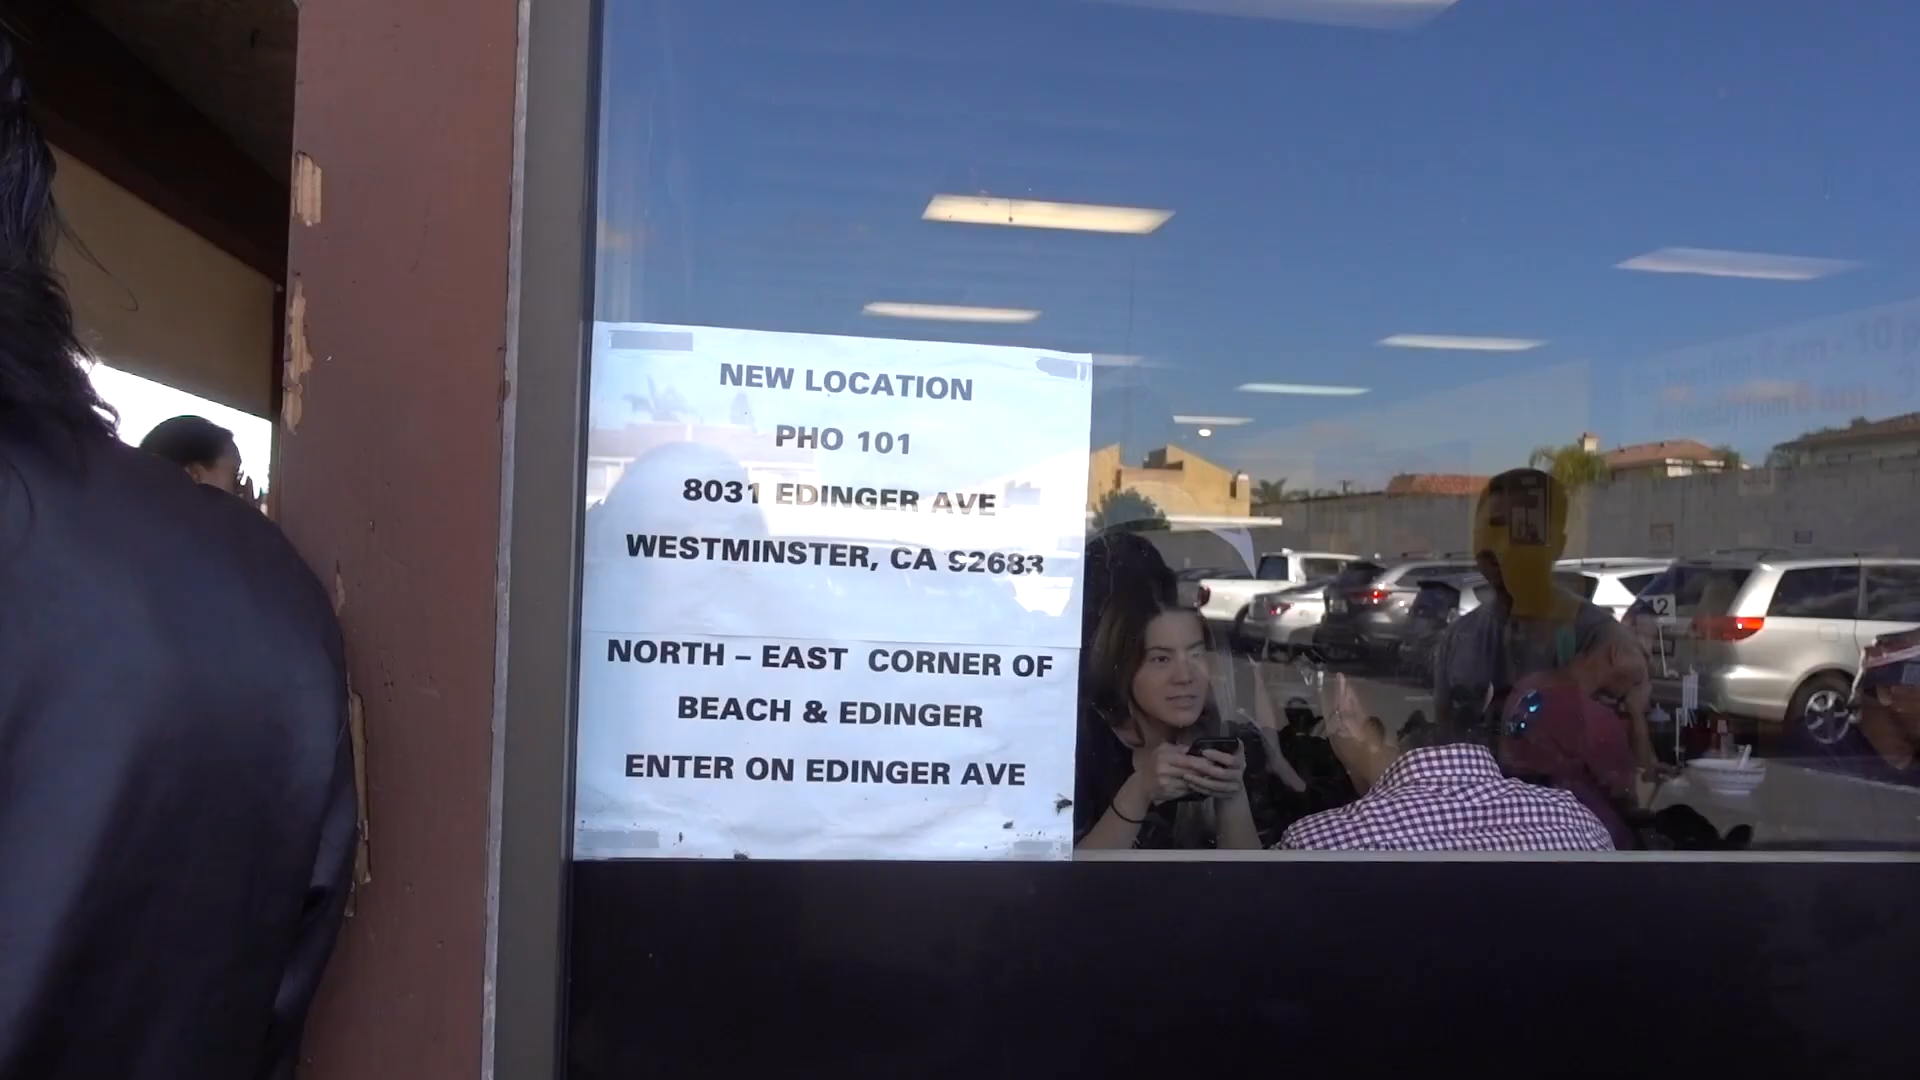 NEW LOCATION
PHO 101
8031 EDINGER AVE
WESTMINSTER, CA 92683
NORTH – EAST CORNER OF
BEACH & EDINGER
ENTER ON EDINGER AVE
2